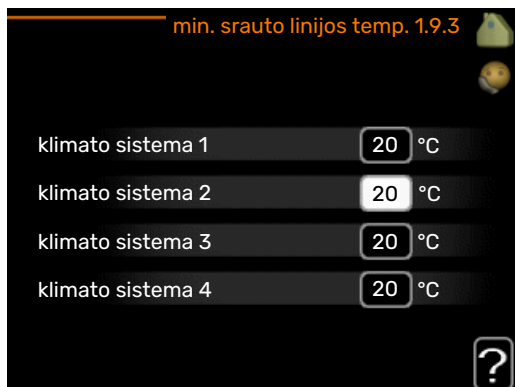 min. srauto linijos temp. 1.9.3
klimato sistema 1 20 °C
klimato sistema 2 20 °C
klimato sistema 3 20 °C
klimato sistema 4 20 °C
?